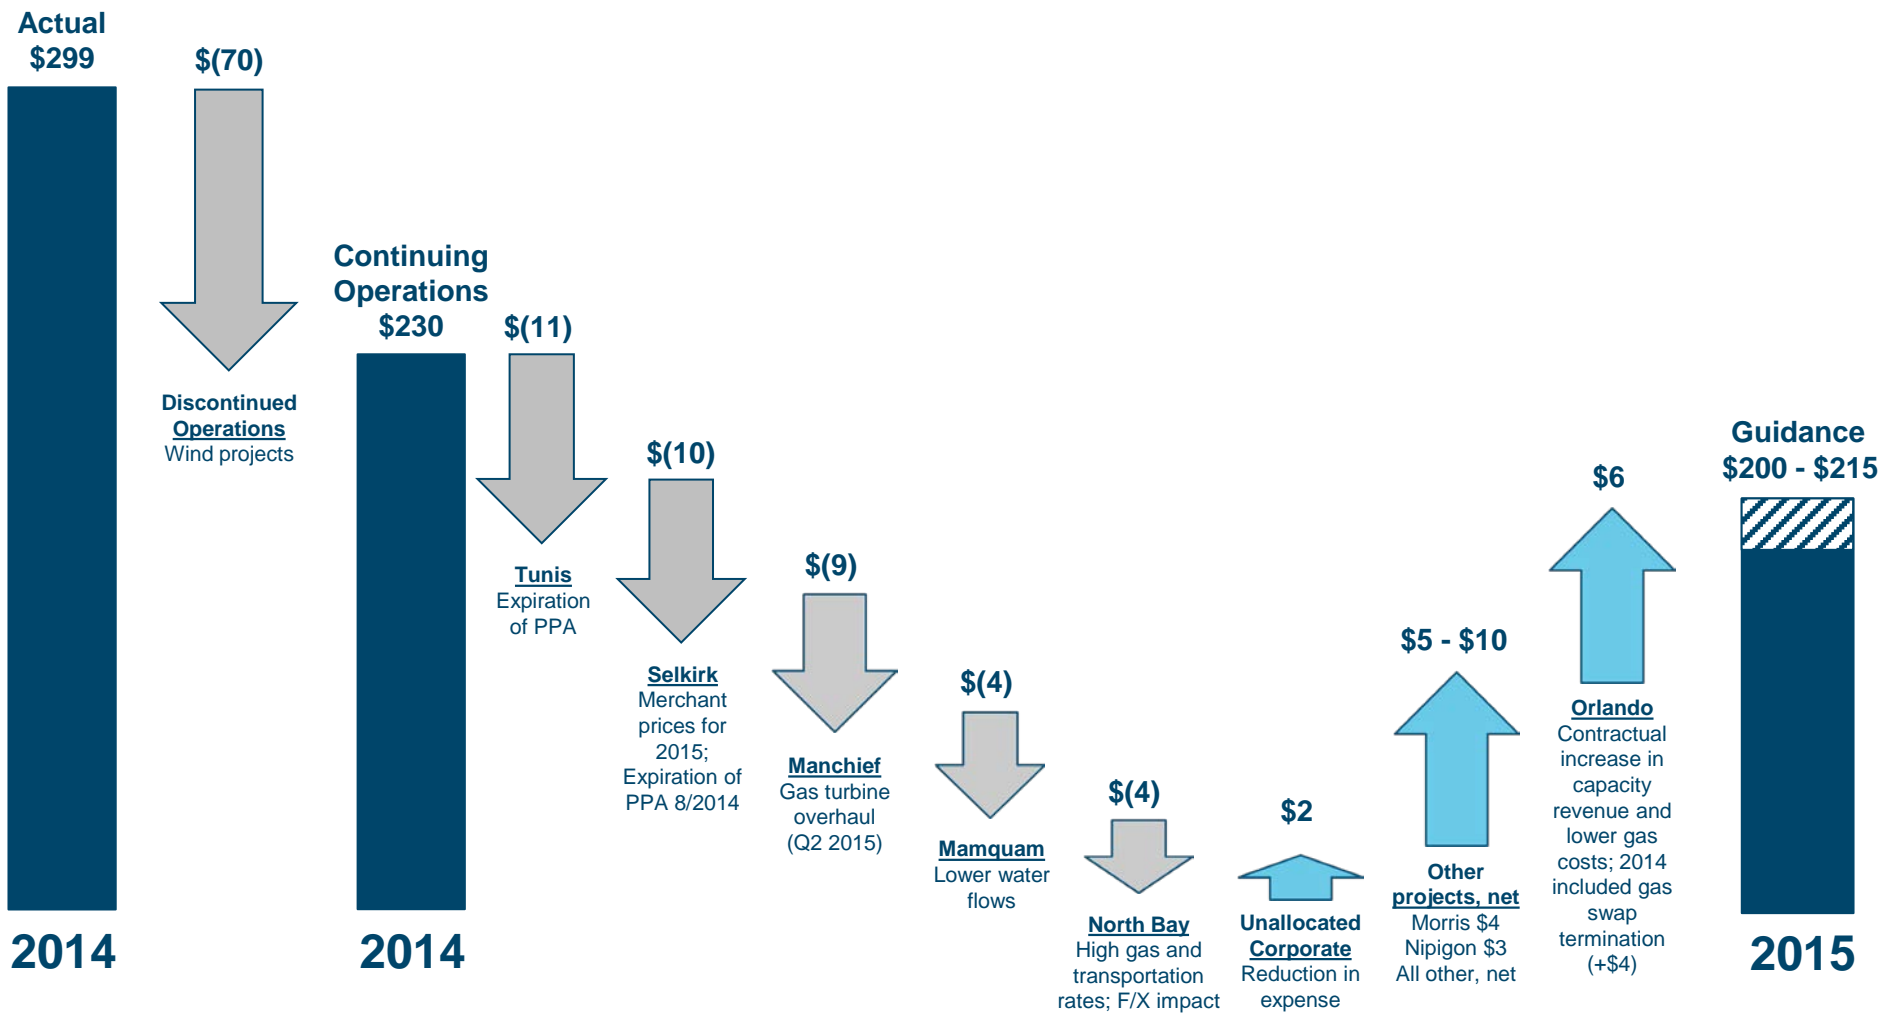 Actual
$299
$(70)
Discontinued
Operations
Wind projects
Continuing
Operations
$230
$(11)
Tunis
Expiration
of PPA
$(10)
Selkirk
Merchant
prices for
2015;
Expiration of
PPA 8/2014
$(9)
Manchief
Gas turbine
overhaul
(Q2 2015)
$(4)
Mamquam
Lower water
flows
$(4)
North Bay
High gas and
transportation
rates; F/X impact
$2
Unallocated
Corporate
Reduction in
expense
$5 - $10
Other
projects, net
Morris $4
Nipigon $3
All other, net
$6
Orlando
Contractual
increase in
capacity
revenue and
lower gas
costs; 2014
included gas
swap
termination
(+$4)
Guidance
$200 - $215
2014
2014
2015